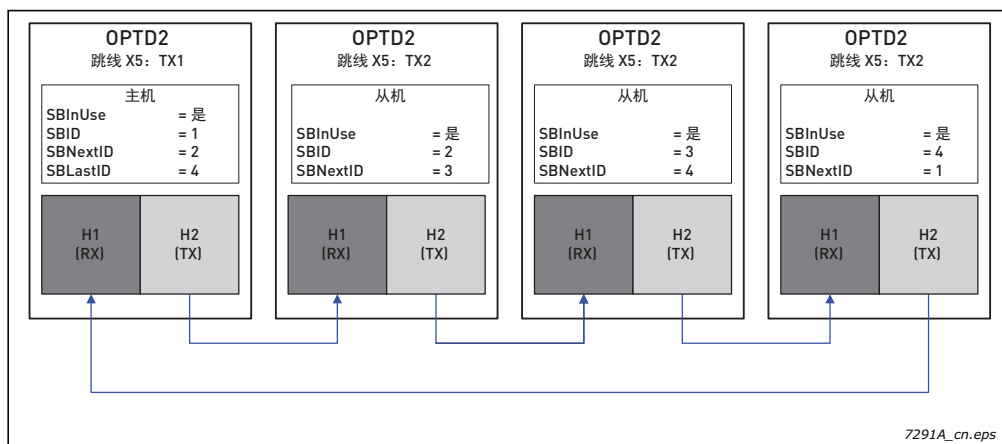 OPTD2
跳线 X5：TX1
主机
SBInUse = 是
SBID = 1
SBNextID = 2
SBLastID = 4
H1
(RX)
H2
(TX)
OPTD2
跳线 X5：TX2
从机
SBInUse = 是
SBID = 2
SBNextID = 3
H1
(RX)
H2
(TX)
OPTD2
跳线 X5：TX2
从机
SBInUse = 是
SBID = 3
SBNextID = 4
H1
(RX)
H2
(TX)
OPTD2
跳线 X5：TX2
从机
SBInUse = 是
SBID = 4
SBNextID = 1
H1
(RX)
H2
(TX)
7291A_cn.eps